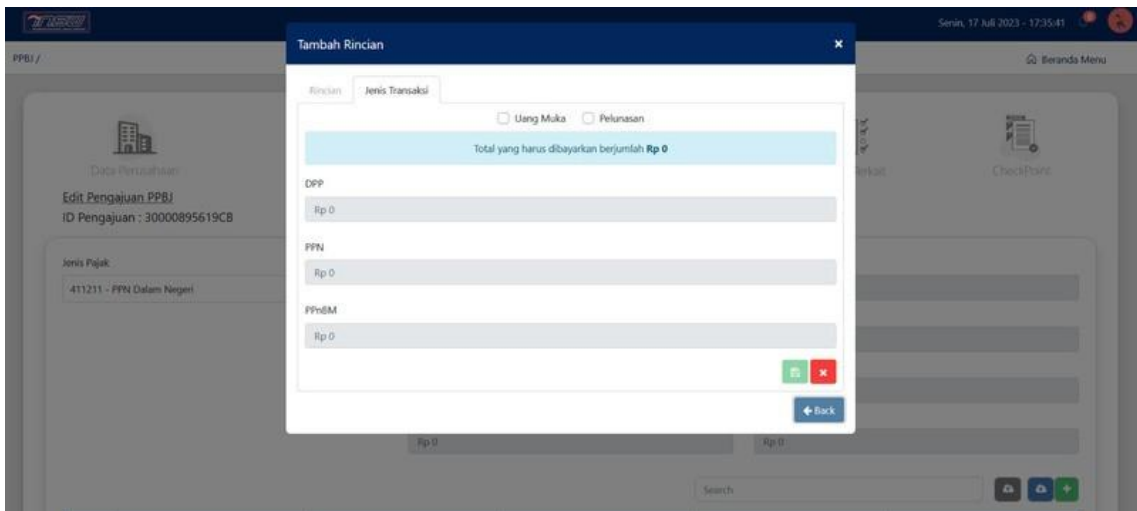 Senin, 17 Juli 2023 - 17:35:41
Tambah Rincian
PPBJ /
Beranda Menu
Rincian
Jenis Transaksi
Uang Muka
Pelunasan
Total yang harus dibayarkan berjumlah Rp 0
Data Perusahaan
CheckPoint
Edit Pengajuan PPBJ
DPP
ID Pengajuan : 30000895619CB
Rp 0
PPN
Jenis Pajak
Rp 0
411211 - PPN Dalam Negeri
PPnBM
Rp 0
Back
Rp 0
Rp 0
Search